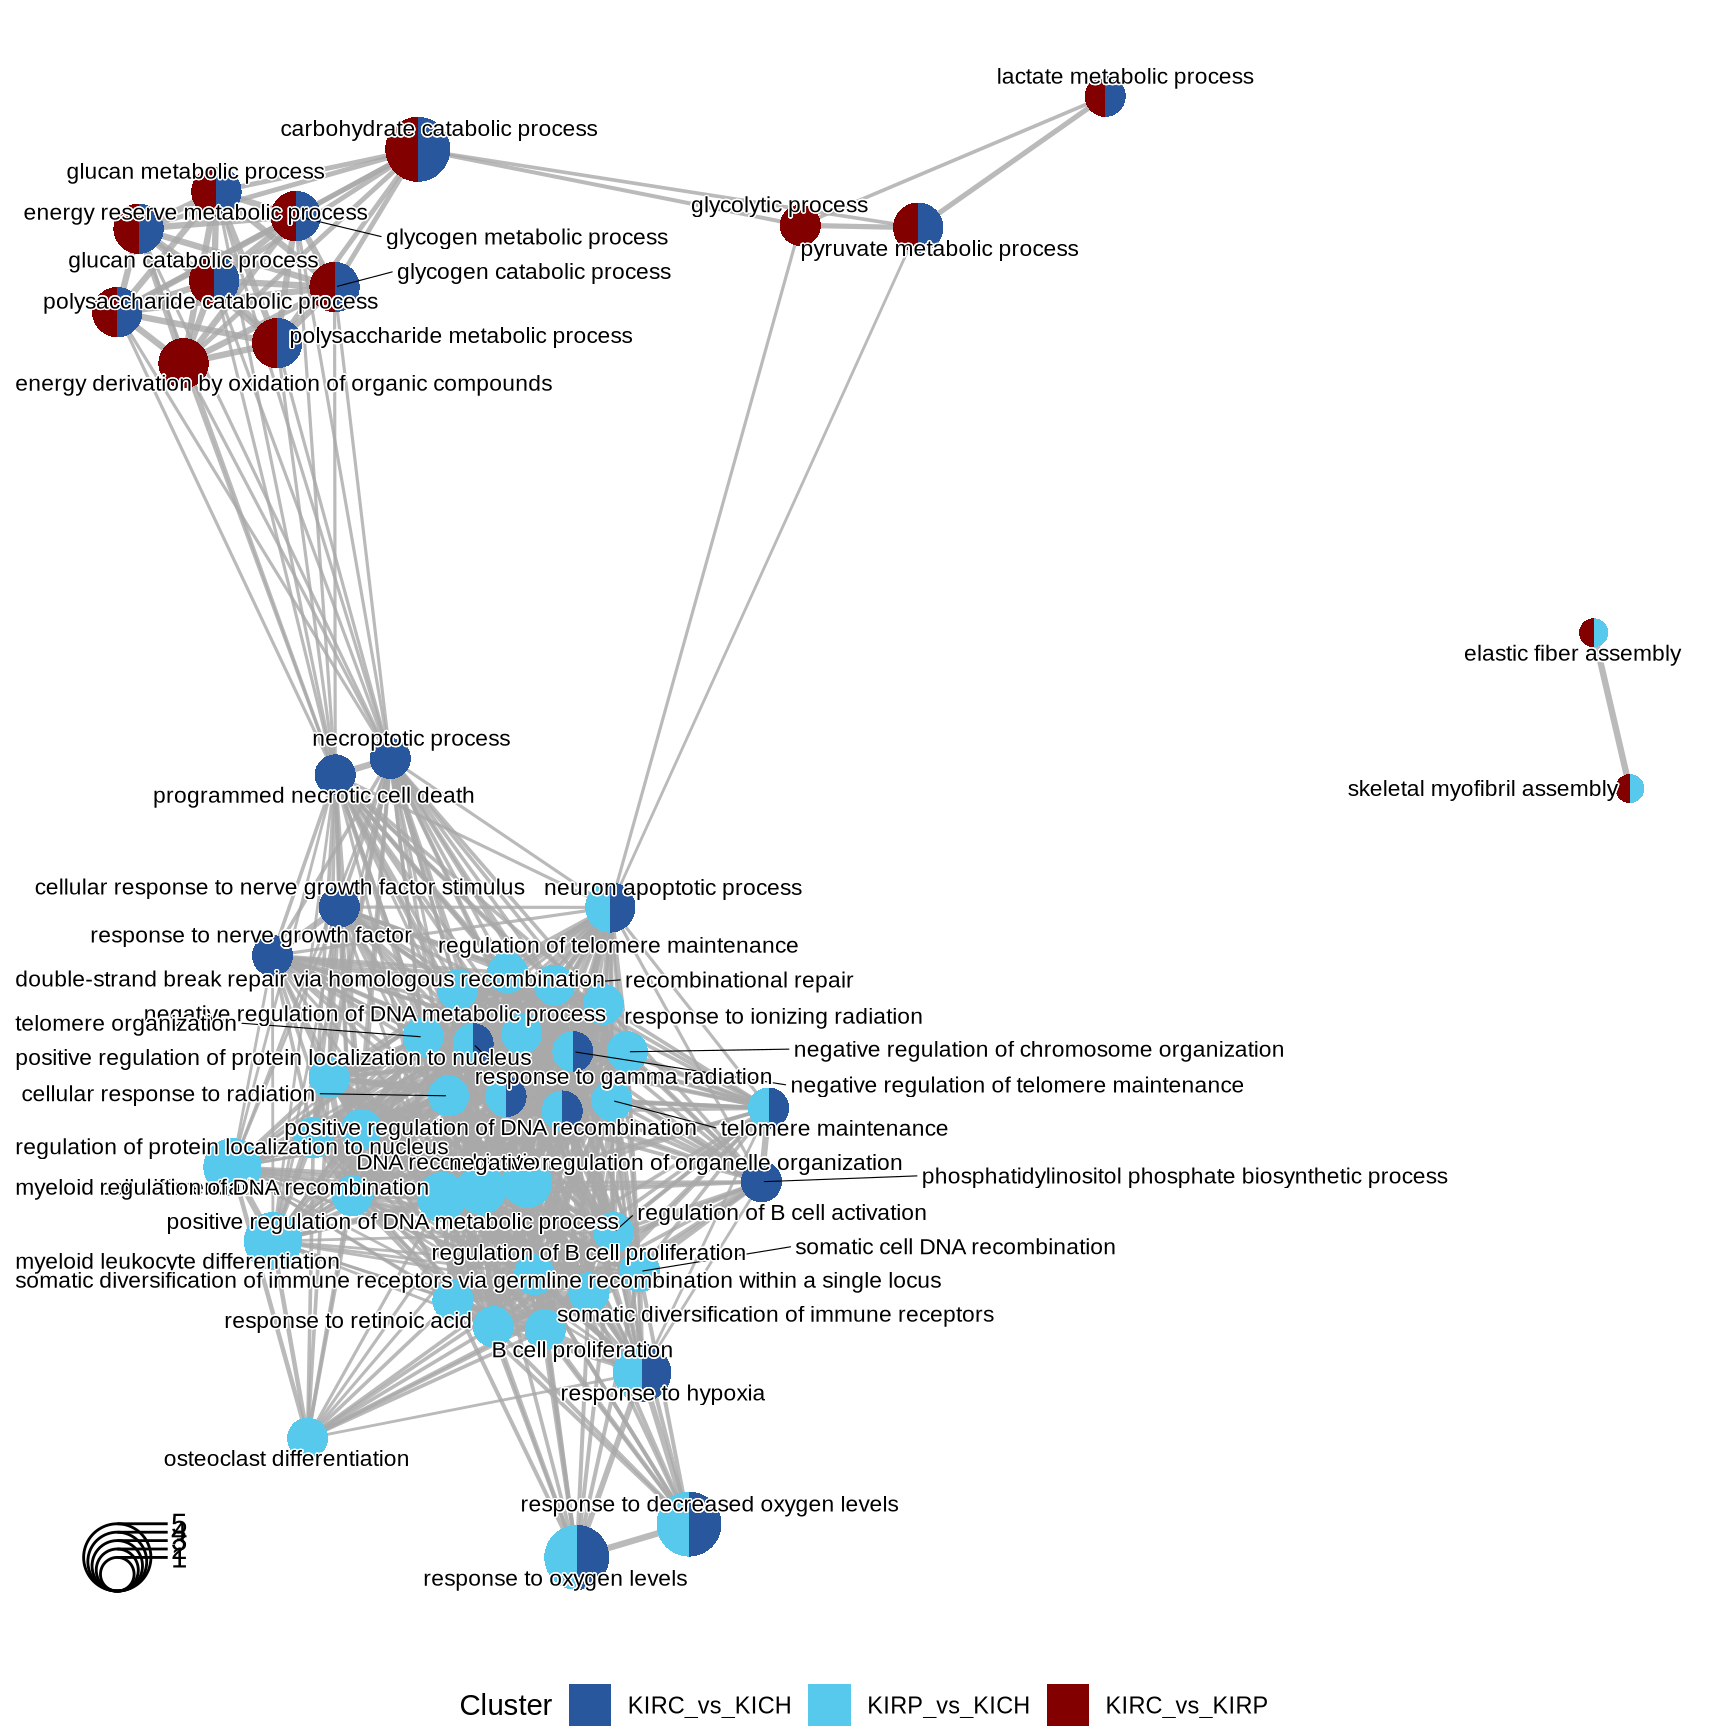 lactate metabolic process
carbohydrate catabolic process
glucan metabolic process
glycolytic process
energy reserve metabolic process
glycogen metabolic process
pyruvate metabolic process
glucan catabolic process
glycogen catabolic process
polysaccharide catabolic process
polysaccharide metabolic process
energy derivation by oxidation of organic compounds
elastic fiber assembly
necroptotic process
skeletal myofibril assembly
programmed necrotic cell death
cellular response to nerve growth factor stimulus
neuron apoptotic process
response to nerve growth factor
regulation of telomere maintenance
double-strand break repair via homologous recombination
recombinational repair
negative regulation of DNA metabolic process
response to ionizing radiation
telomere organization
negative regulation of chromosome organization
positive regulation of protein localization to nucleus
response to gamma radiation
negative regulation of telomere maintenance
cellular response to radiation
positive regulation of DNA recombination
telomere maintenance
regulation of protein localization to nucleus
DNA
negative regulation of organelle organization
phosphatidylinositol phosphate biosynthetic process
myeloid
regulation of DNA recombination
regulation of B cell activation
positive regulation of DNA metabolic process
somatic cell DNA recombination
regulation of B cell proliferation
myeloid leukocyte differentiation
somatic diversification of immune receptors via germline recombination within a single locus
somatic diversification of immune receptors
response to retinoic acid
B cell proliferation
response to hypoxia
osteoclast differentiation
response to decreased oxygen levels
5
4
3
2
1
response to oxygen levels
Cluster KIRC_vs_KICH KIRP_vs_KICH KIRC_vs_KIRP